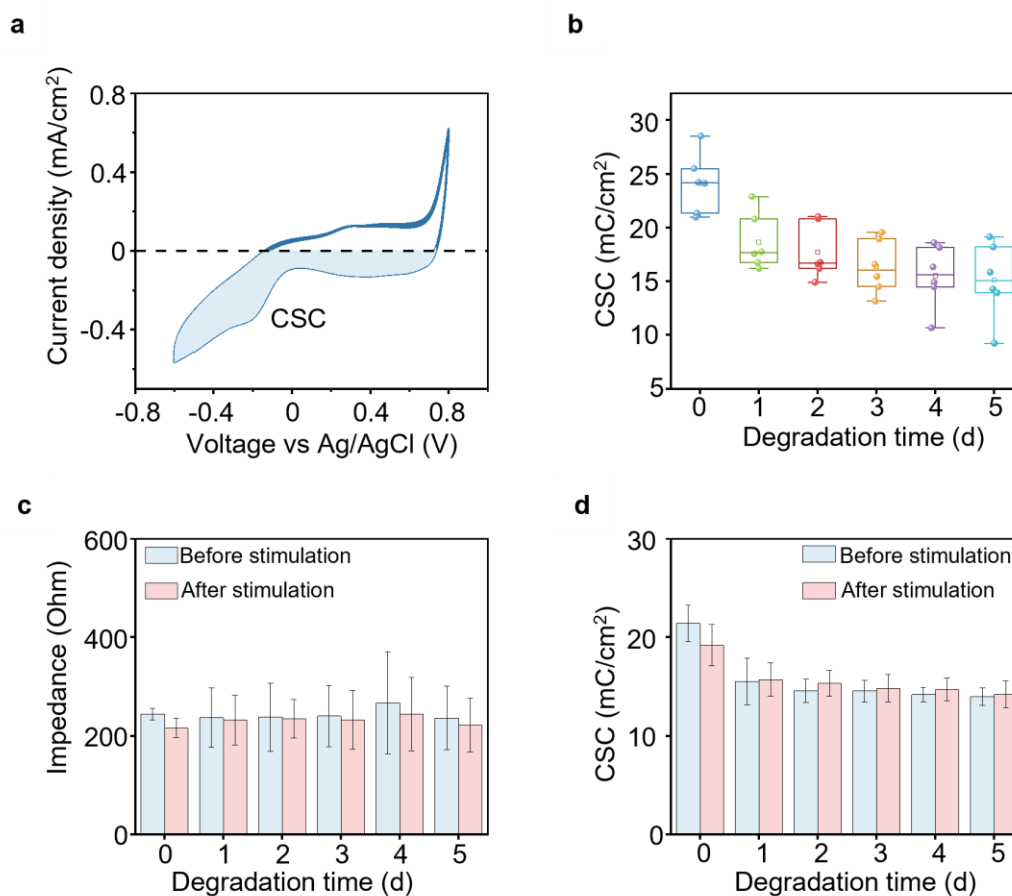 a
Current density (mA/cm²)
0.8
0.4
0
-0.4
CSC
-0.8
-0.4
0
0.4
0.8
Voltage vs Ag/AgCl (V)
b
CSC (mC/cm²)
30
25
20
15
10
5
0
1
2
3
4
5
Degradation time (d)
c
Impedance (Ohm)
600
400
200
0
Before stimulation
After stimulation
0
1
2
3
4
5
Degradation time (d)
d
CSC (mC/cm²)
30
20
10
0
Before stimulation
After stimulation
0
1
2
3
4
5
Degradation time (d)